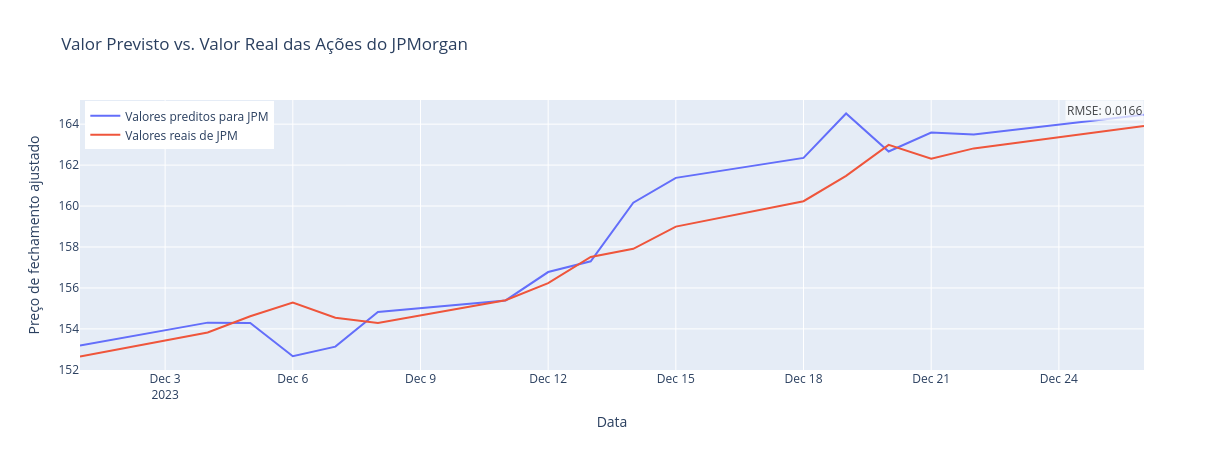 Valor Previsto vs. Valor Real das Ações do JPMorgan
Valores preditos para JPM
Valores reais de JPM
RMSE: 0.0166
Preço de fechamento ajustado
164
162
160
158
156
154
152
Dec 3
2023
Dec 6
Dec 9
Dec 12
Dec 15
Dec 18
Dec 21
Dec 24
Data